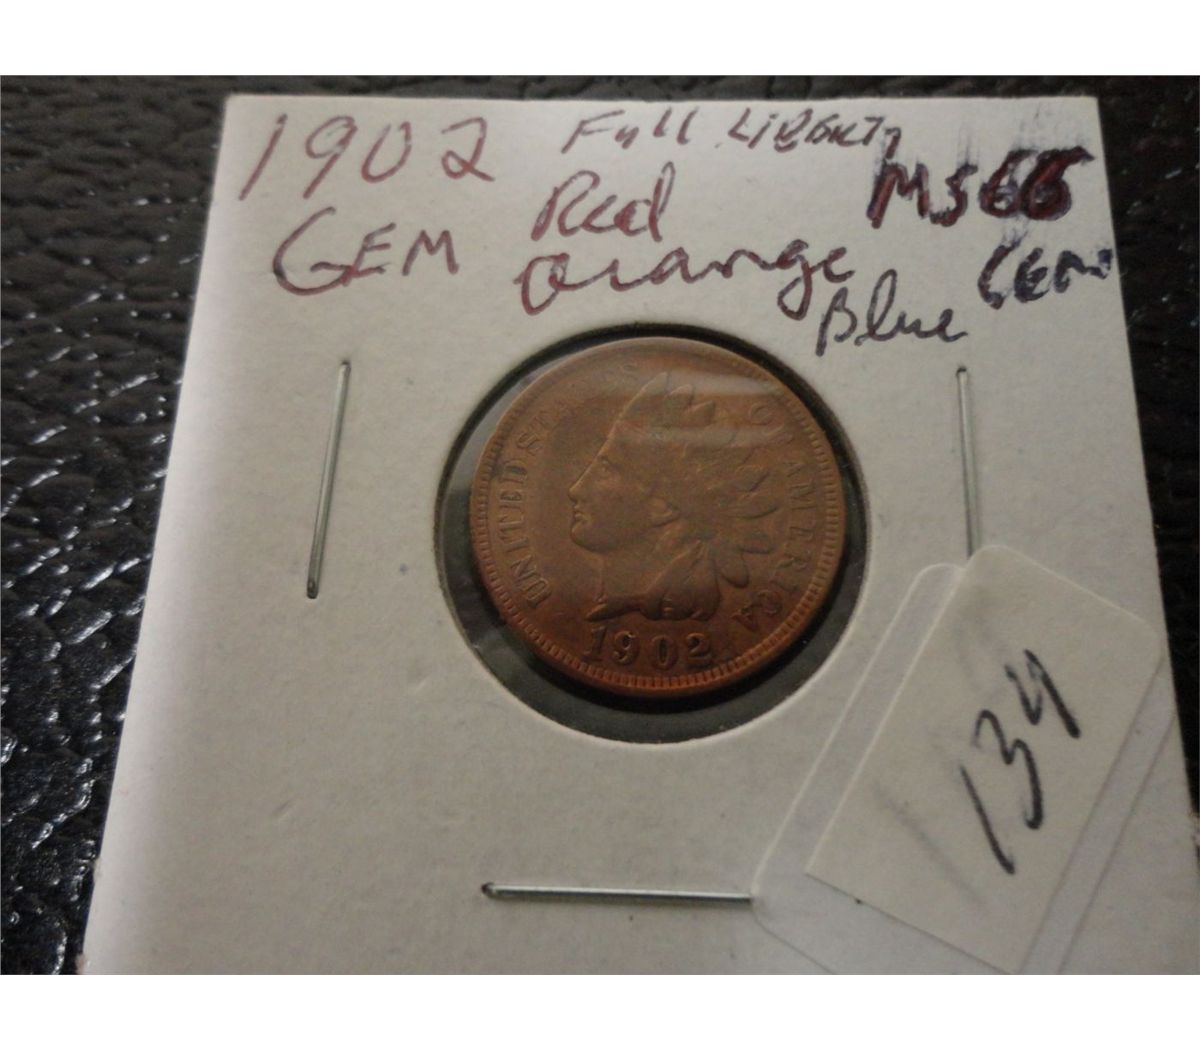 1902 Full Liberty
GEM Red MS66
Orange GEM
Blue
UNITED STATES OF AMERICA
1902
134